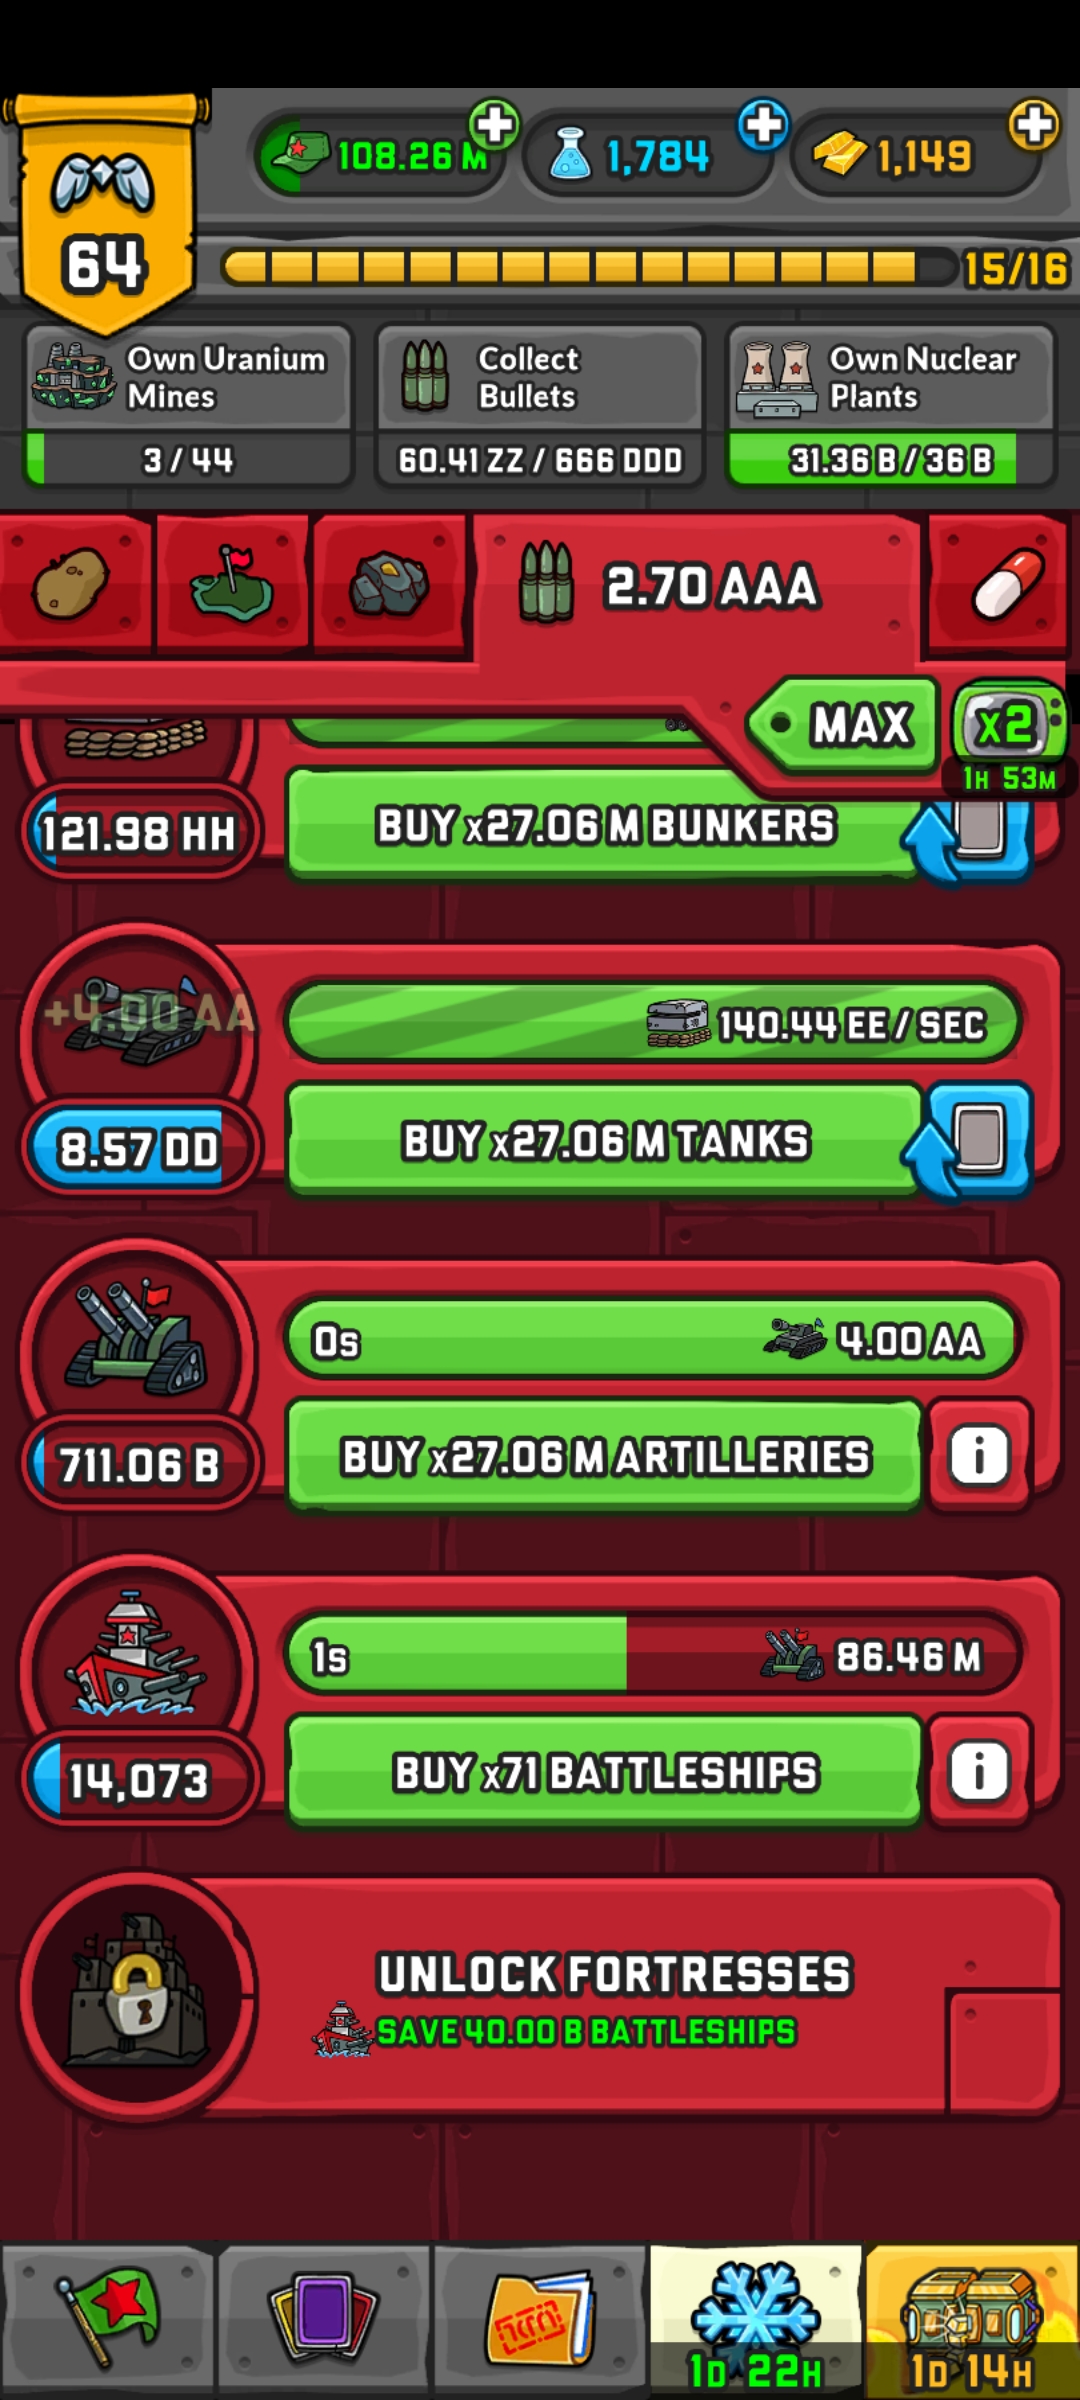 108.26 M
1,784
1,149
64
15/16
Own Uranium
Mines
3 / 44
Collect
Bullets
60.41 ZZ / 666 DDD
Own Nuclear
Plants
31.36 B / 36 B
2.70 AAA
MAX
X2
1H 53M
121.98 HH
BUY x27.06 M BUNKERS
+4.00 AA
140.44 EE / SEC
8.57 DD
BUY x27.06 M TANKS
0s
4.00 AA
711.06 B
BUY x27.06 M ARTILLERIES
i
1s
86.46 M
14,073
BUY x71 BATTLESHIPS
i
UNLOCK FORTRESSES
SAVE 40.00 B BATTLESHIPS
1D 22H
1D 14H